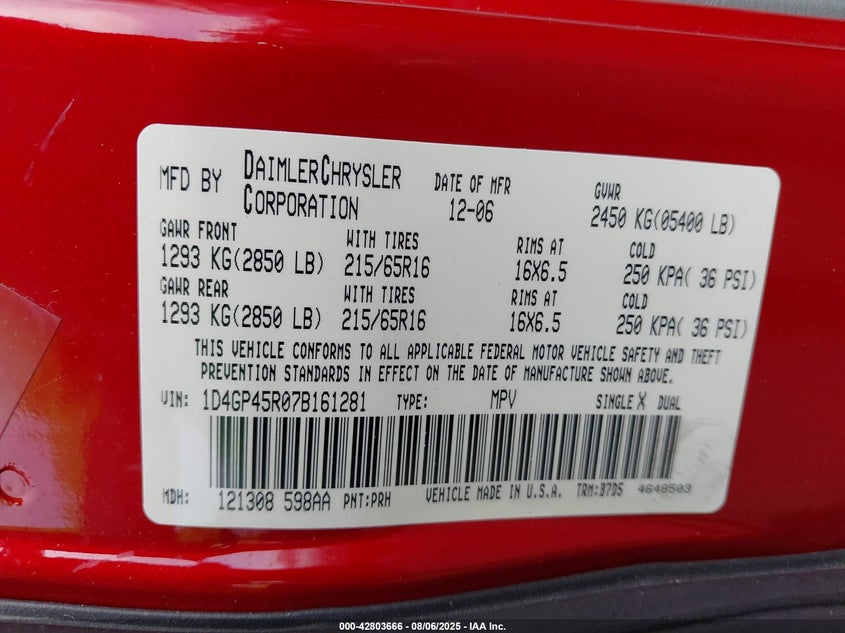 MFD BY DAIMLERCHRYSLER CORPORATION DATE OF MFR 12-06 GVWR 2450 KG(05400 LB)
GAWR FRONT WITH TIRES RIMS AT COLD
1293 KG(2850 LB) 215/65R16 16X6.5 250 KPA( 36 PSI)
GAWR REAR WITH TIRES RIMS AT COLD
1293 KG(2850 LB) 215/65R16 16X6.5 250 KPA( 36 PSI)
THIS VEHICLE CONFORMS TO ALL APPLICABLE FEDERAL MOTOR VEHICLE SAFETY AND THEFT
PREVENTION STANDARDS IN EFFECT ON THE DATE OF MANUFACTURE SHOWN ABOVE.
VIN: 1D4GP45R07B161281 TYPE: MPV SINGLE X DUAL
MDH: 121308 598AA PNT:PRH VEHICLE MADE IN U.S.A. TRM:B7D5 4648503
000-42803666 - 08/06/2025 - IAA Inc.